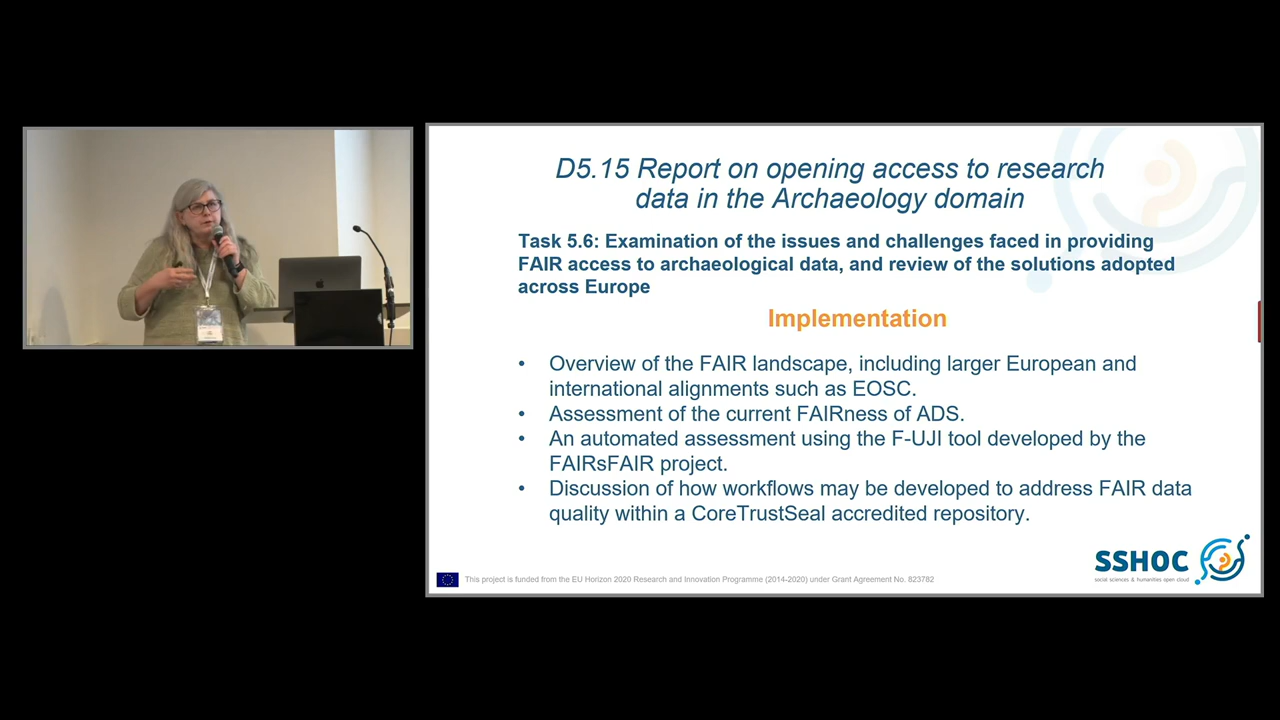 D5.15 Report on opening access to research
data in the Archaeology domain
Task 5.6: Examination of the issues and challenges faced in providing
FAIR access to archaeological data, and review of the solutions adopted
across Europe
Implementation
• Overview of the FAIR landscape, including larger European and
international alignments such as EOSC.
• Assessment of the current FAIRness of ADS.
• An automated assessment using the F-UJI tool developed by the
FAIRsFAIR project.
• Discussion of how workflows may be developed to address FAIR data
quality within a CoreTrustSeal accredited repository.
SSHOC
social sciences & humanities open cloud
This project is funded from the EU Horizon 2020 Research and Innovation Programme (2014-2020) under Grant Agreement No. 823782